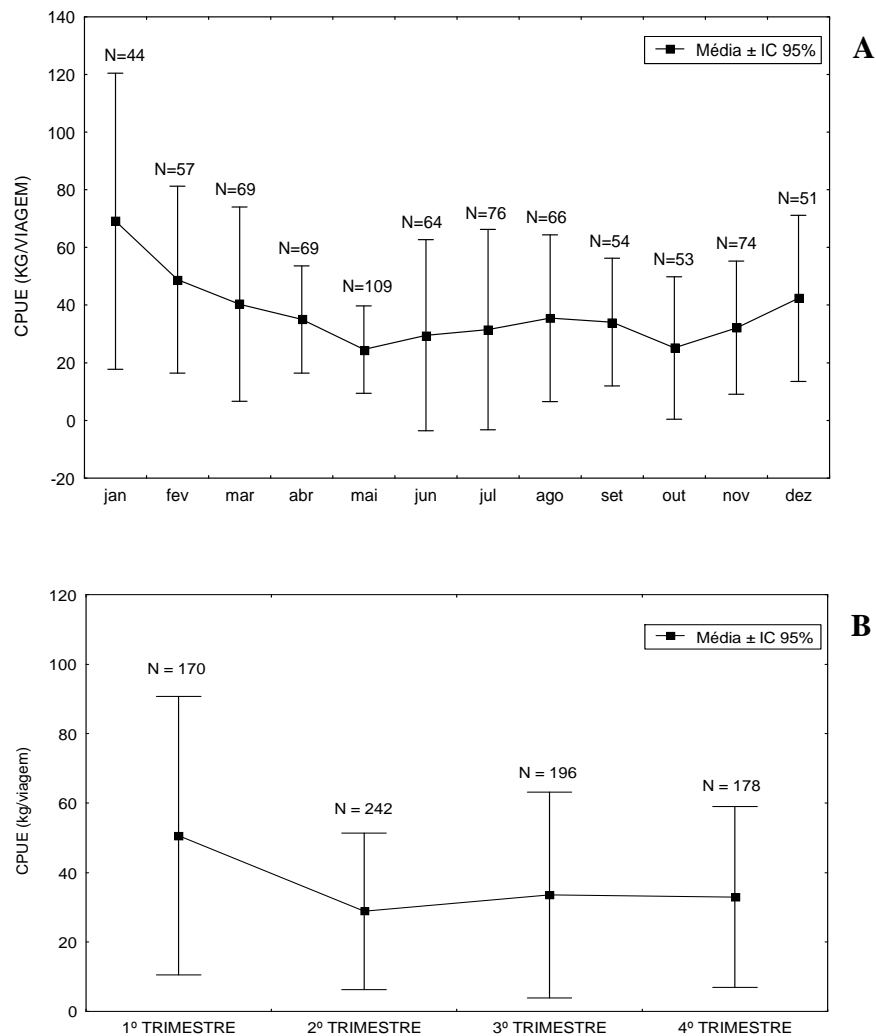 A
140
N=44
Média ± IC 95%
120
100
N=57
N=69
N=76
N=51
80
N=64
N=66
N=74
N=69
N=54
N=53
60
N=109
40
20
0
-20
CPUE (KG/VIAGEM)
jan fev mar abr mai jun jul ago set out nov dez
B
120
Média ± IC 95%
100
N = 170
80
N = 196
N = 178
60
N = 242
40
20
0
CPUE (kg/viagem)
1º TRIMESTRE 2º TRIMESTRE 3º TRIMESTRE 4º TRIMESTRE